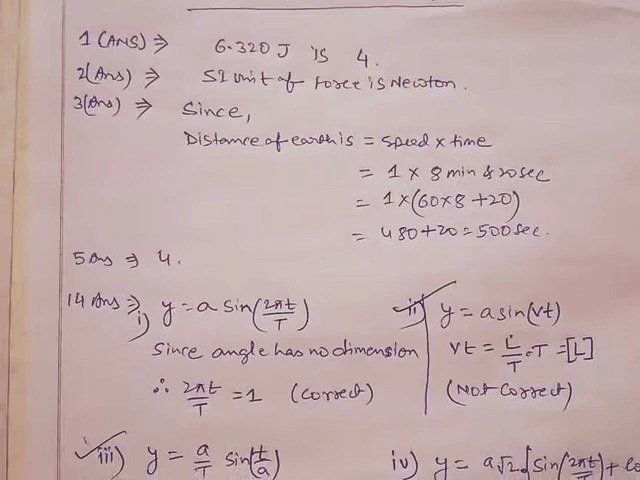 1(ANS) ⇒ 6.320 J is 4.
2(Ans) ⇒ SI unit of Force is Newton.
3(Ans) ⇒ Since,
Distance of earth is = speed × time
= 1 × 8 min & 20 sec
= 1×(60×8+20)
= 480+20 = 500 sec.
5 Ans ⇒ 4.
14 Ans ⇒ i) y = a sin(2πt/T)
Since angle has no dimension
∴ 2πt/T = 1 (correct)
ii) y = a sin(vt)
vt = L/T . T = [L]
(Not correct)
iii) y = a/T sin(t/a)
iv) y = a√2 [sin(2πt/T) + co